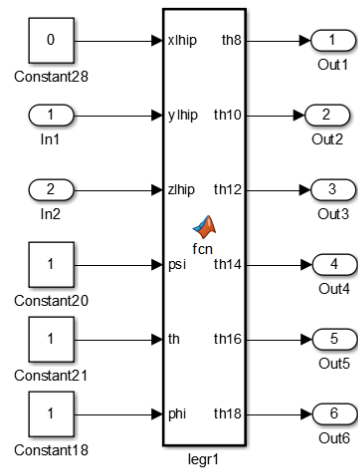 0 xlhip th8 1
Constant28 Out1
1 ylhip th10 2
In1 Out2
2 zlhip th12 3
In2 Out3
fcn
1 psi th14 4
Constant20 Out4
1 th th16 5
Constant21 Out5
1 phi th18 6
Constant18 Out6
legr1